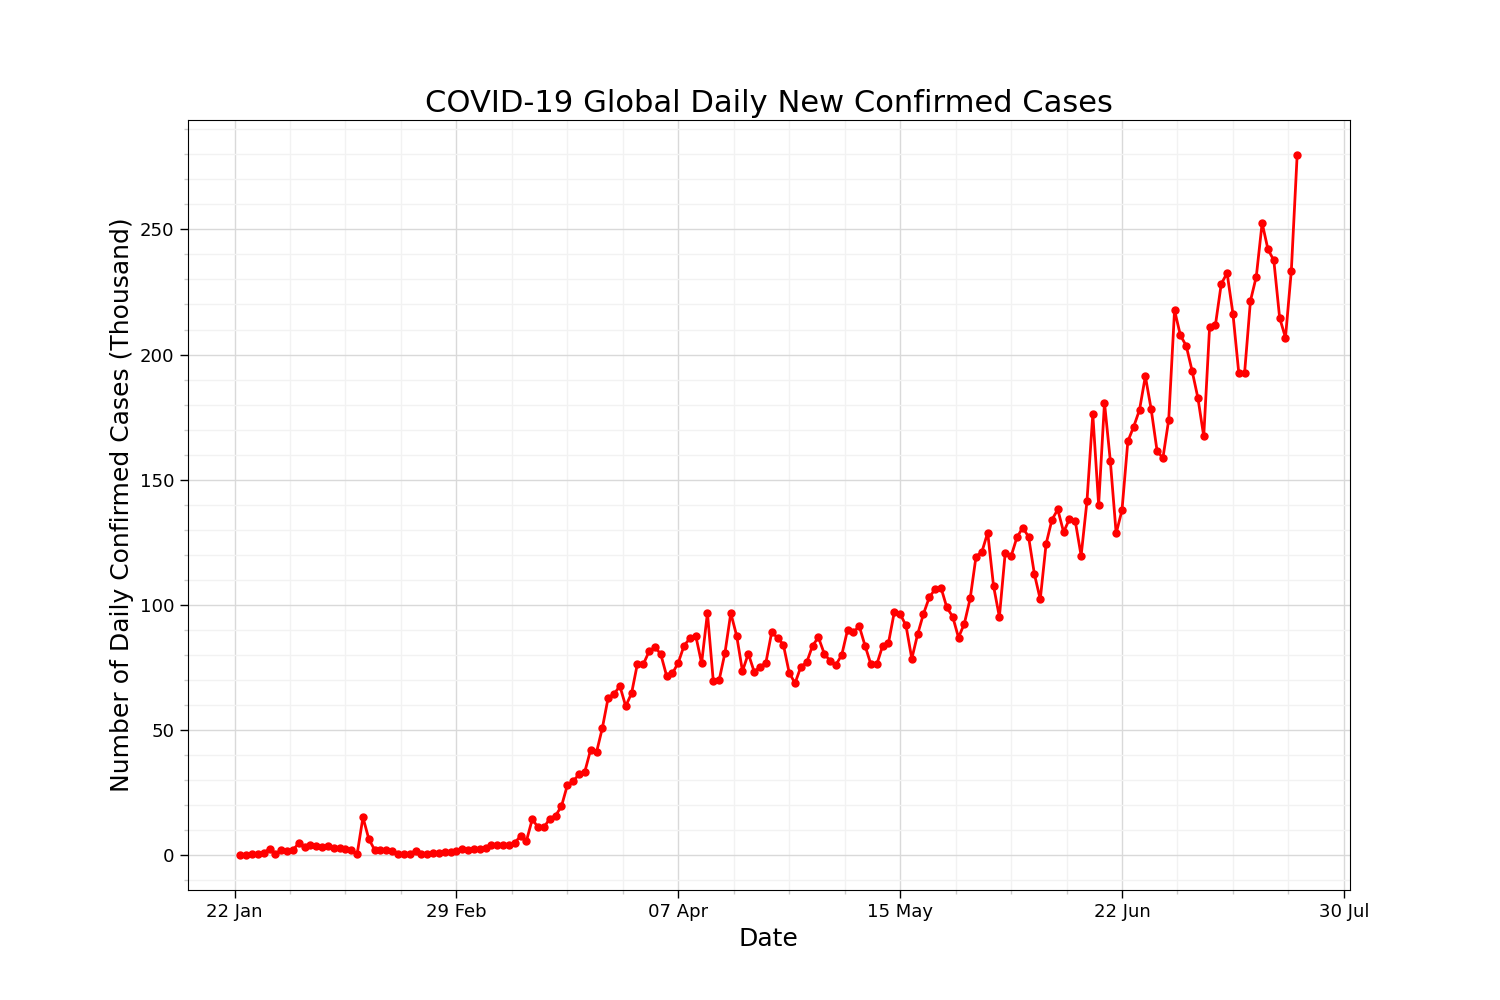 COVID-19 Global Daily New Confirmed Cases
Number of Daily Confirmed Cases (Thousand)
250
200
150
100
50
0
22 Jan
29 Feb
07 Apr
15 May
22 Jun
30 Jul
Date